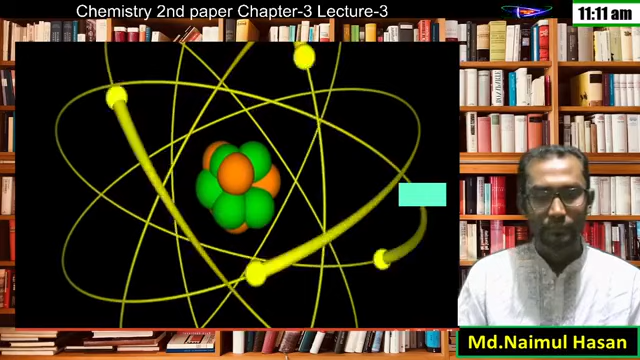 Chemistry 2nd paper Chapter-3 Lecture-3
11:11 am
Md.Naimul Hasan